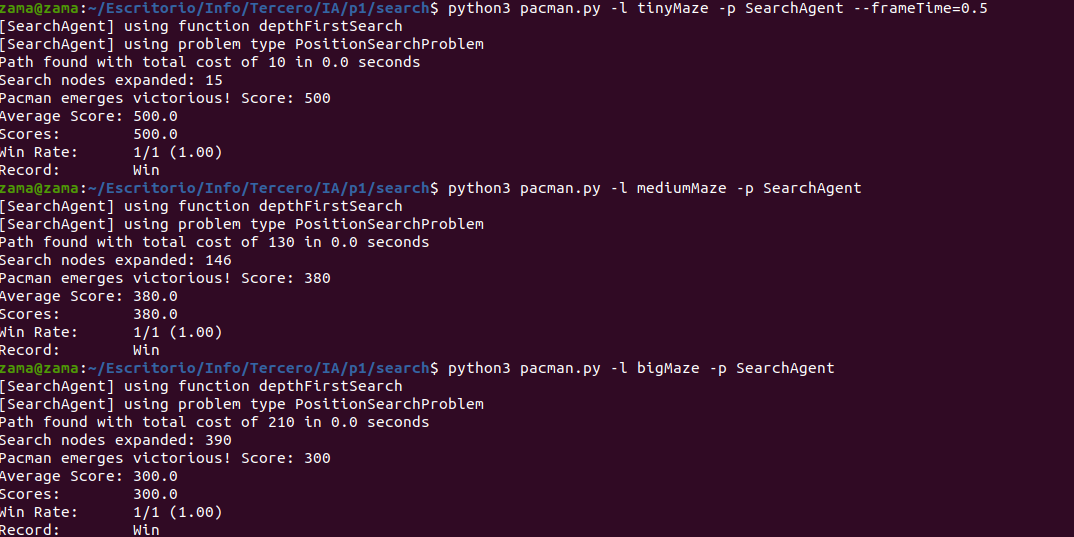 zama@zama:~/Escritorio/Info/Tercero/IA/p1/search$ python3 pacman.py -l tinyMaze -p SearchAgent --frameTime=0.5
[SearchAgent] using function depthFirstSearch
[SearchAgent] using problem type PositionSearchProblem
Path found with total cost of 10 in 0.0 seconds
Search nodes expanded: 15
Pacman emerges victorious! Score: 500
Average Score: 500.0
Scores:        500.0
Win Rate:      1/1 (1.00)
Record:        Win
zama@zama:~/Escritorio/Info/Tercero/IA/p1/search$ python3 pacman.py -l mediumMaze -p SearchAgent
[SearchAgent] using function depthFirstSearch
[SearchAgent] using problem type PositionSearchProblem
Path found with total cost of 130 in 0.0 seconds
Search nodes expanded: 146
Pacman emerges victorious! Score: 380
Average Score: 380.0
Scores:        380.0
Win Rate:      1/1 (1.00)
Record:        Win
zama@zama:~/Escritorio/Info/Tercero/IA/p1/search$ python3 pacman.py -l bigMaze -p SearchAgent
[SearchAgent] using function depthFirstSearch
[SearchAgent] using problem type PositionSearchProblem
Path found with total cost of 210 in 0.0 seconds
Search nodes expanded: 390
Pacman emerges victorious! Score: 300
Average Score: 300.0
Scores:        300.0
Win Rate:      1/1 (1.00)
Record:        Win